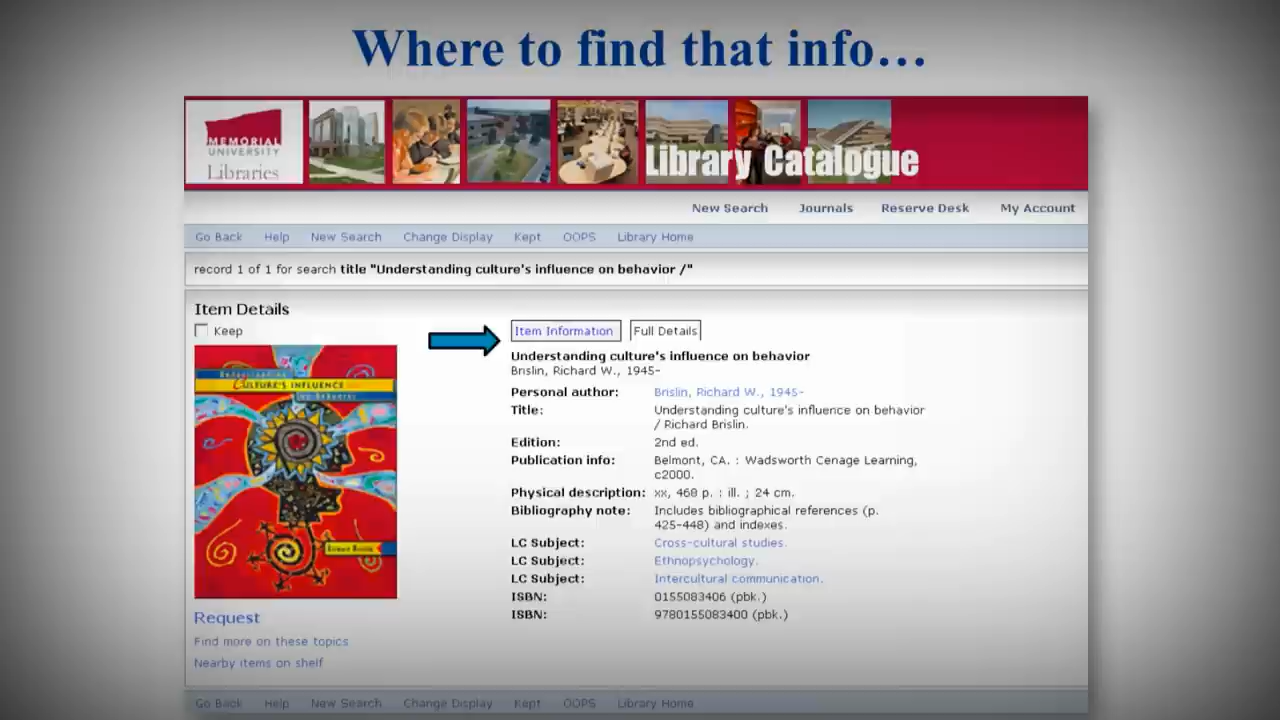 Where to find that info...
MEMORIAL
UNIVERSITY
Libraries
Library Catalogue
New Search Journals Reserve Desk My Account
Go Back Help New Search Change Display Kept OOPS Library Home
record 1 of 1 for search title "Understanding culture's influence on behavior /"
Item Details
Keep
Understanding
CULTURE'S INFLUENCE
on Behavior
Richard Brislin
Request
Find more on these topics
Nearby items on shelf
Item Information Full Details
Understanding culture's influence on behavior
Brislin, Richard W., 1945-
Personal author: Brislin, Richard W., 1945-
Title: Understanding culture's influence on behavior
/ Richard Brislin.
Edition: 2nd ed.
Publication info: Belmont, CA. : Wadsworth Cenage Learning,
c2000.
Physical description: xx, 468 p. : ill. ; 24 cm.
Bibliography note: Includes bibliographical references (p.
425-448) and indexes.
LC Subject: Cross-cultural studies.
LC Subject: Ethnopsychology.
LC Subject: Intercultural communication.
ISBN: 0155083406 (pbk.)
ISBN: 9780155083400 (pbk.)
Go Back Help New Search Change Display Kept OOPS Library Home